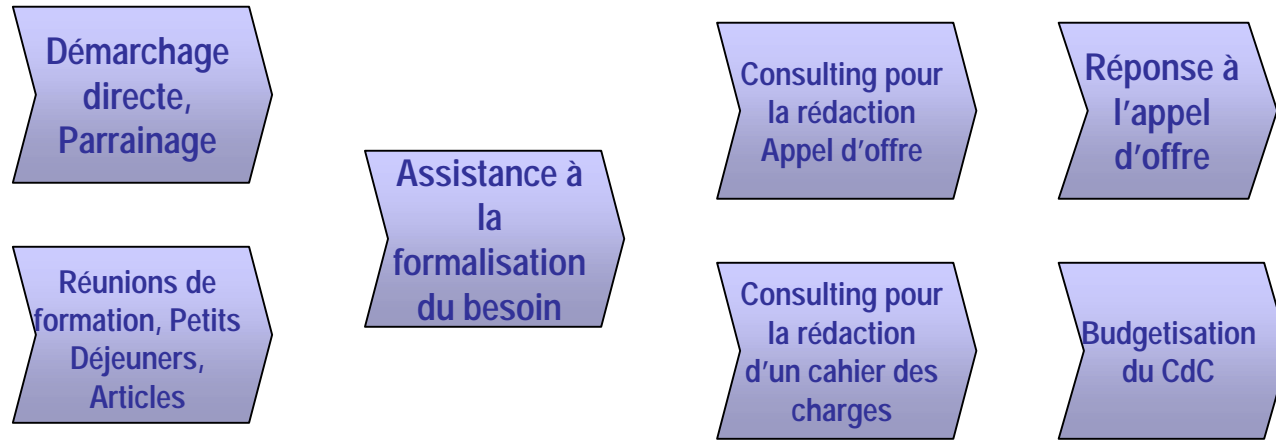 Démarchage
directe,
Parrainage
Réunions de
formation, Petits
Déjeuners,
Articles
Assistance à
la
formalisation
du besoin
Consulting pour
la rédaction
Appel d'offre
Consulting pour
la rédaction
d'un cahier des
charges
Réponse à
l'appel
d'offre
Budgetisation
du CdC